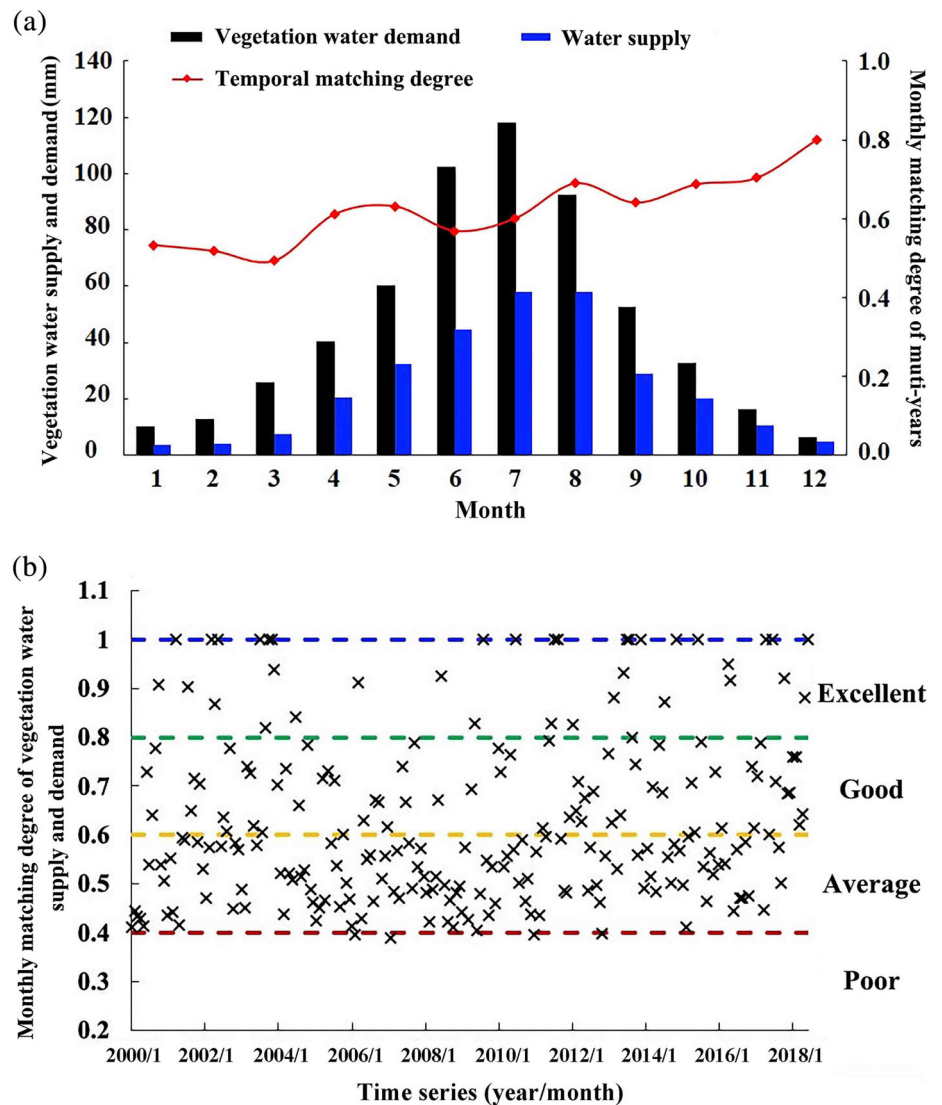 (a)
Vegetation water demand
Water supply
Temporal matching degree
Vegetation water supply and demand (mm)
140
120
100
80
60
40
20
0
1.0
0.8
0.6
0.4
0.2
0.0
Monthly matching degree of muti-years
1 2 3 4 5 6 7 8 9 10 11 12
Month
(b)
Monthly matching degree of vegetation water
supply and demand
1.1
1
0.9
0.8
0.7
0.6
0.5
0.4
0.3
0.2
Excellent
Good
Average
Poor
2000/1 2002/1 2004/1 2006/1 2008/1 2010/1 2012/1 2014/1 2016/1 2018/1
Time series (year/month)